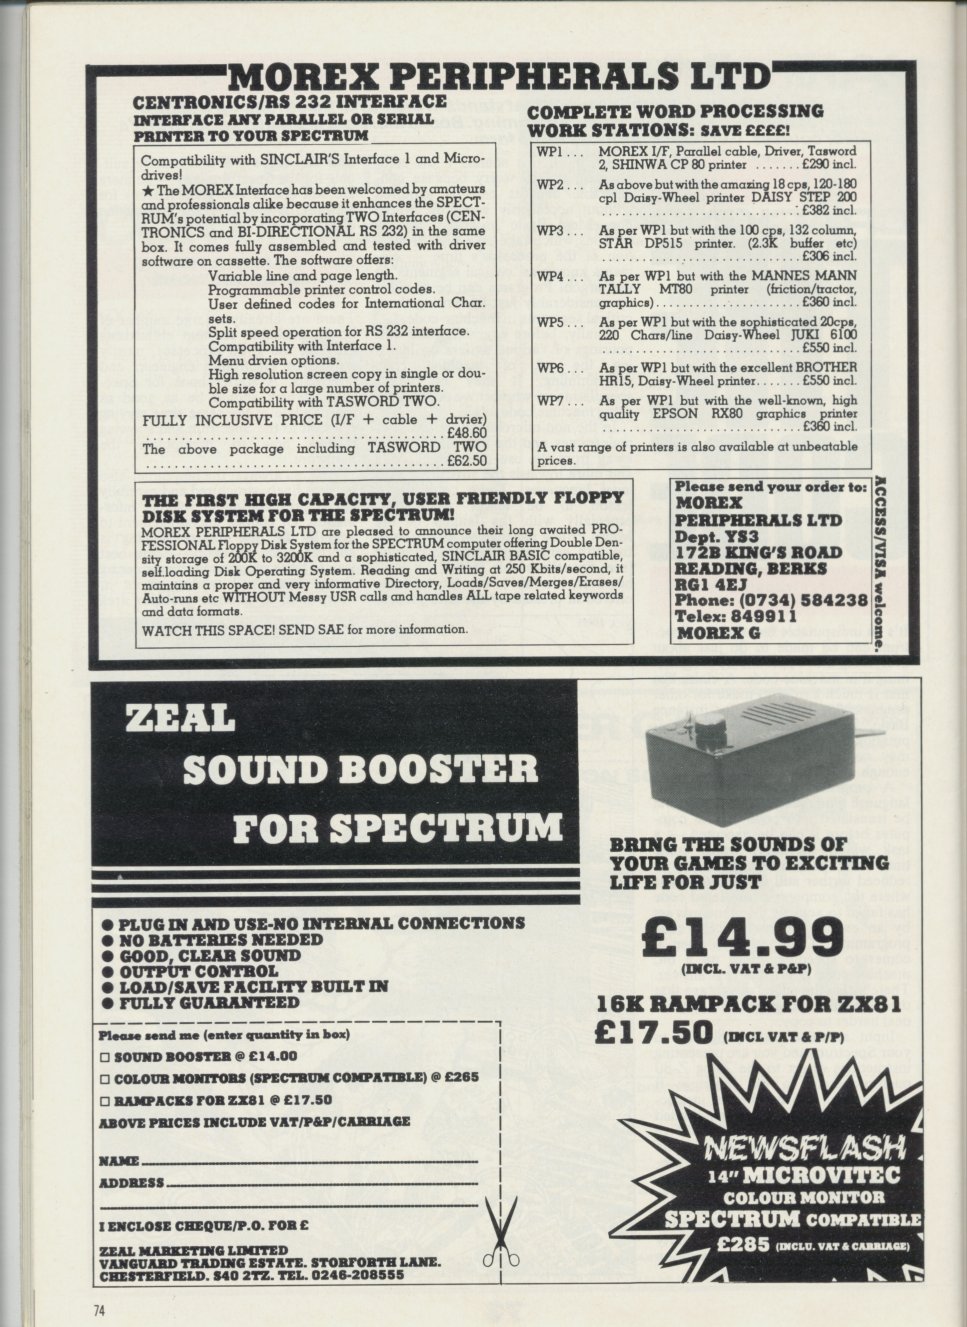 MOREX PERIPHERALS LTD
CENTRONICS/RS 232 INTERFACE
INTERFACE ANY PARALLEL OR SERIAL
PRINTER TO YOUR SPECTRUM
Compatibility with SINCLAIR'S Interface 1 and Micro-
drives!
★ The MOREX Interface has been welcomed by amateurs
and professionals alike because it enhances the SPECT-
RUM's potential by incorporating TWO Interfaces (CEN-
TRONICS and BI-DIRECTIONAL RS 232) in the same
box. It comes fully assembled and tested with driver
software on cassette. The software offers:
Variable line and page length.
Programmable printer control codes.
User defined codes for International Char.
sets.
Split speed operation for RS 232 interface.
Compatibility with Interface 1.
Menu drvien options.
High resolution screen copy in single or dou-
ble size for a large number of printers.
Compatibility with TASWORD TWO.
FULLY INCLUSIVE PRICE (I/F + cable + drvier)
........................................ £48.60
The above package including TASWORD TWO
........................................ £62.50
COMPLETE WORD PROCESSING
WORK STATIONS: SAVE ££££!
WP1 . . . MOREX I/F, Parallel cable, Driver, Tasword
2, SHINWA CP 80 printer ....... £290 incl.
WP2 . . . As above but with the amazing 18 cps, 120-180
cpl Daisy-Wheel printer DAISY STEP 200
........................... £382 incl.
WP3 . . . As per WP1 but with the 100 cps, 132 column,
STAR DP515 printer. (2.3K buffer etc)
........................... £306 incl.
WP4 . . . As per WP1 but with the MANNES MANN
TALLY MT80 printer (friction/tractor,
graphics) .................... £360 incl.
WP5 . . . As per WP1 but with the sophisticated 20cps,
220 Chars/line Daisy-Wheel JUKI 6100
........................... £550 incl.
WP6 . . . As per WP1 but with the excellent BROTHER
HR15, Daisy-Wheel printer. ...... £550 incl.
WP7 . . . As per WP1 but with the well-known, high
quality EPSON RX80 graphics printer
........................... £360 incl.
A vast range of printers is also available at unbeatable
prices.
THE FIRST HIGH CAPACITY, USER FRIENDLY FLOPPY
DISK SYSTEM FOR THE SPECTRUM!
MOREX PERIPHERALS LTD are pleased to announce their long awaited PRO-
FESSIONAL Floppy Disk System for the SPECTRUM computer offering Double Den-
sity storage of 200K to 3200K and a sophisticated, SINCLAIR BASIC compatible,
self.loading Disk Operating System. Reading and Writing at 250 Kbits/second, it
maintains a proper and very informative Directory, Loads/Saves/Merges/Erases/
Auto-runs etc WITHOUT Messy USR calls and handles ALL tape related keywords
and data formats.
WATCH THIS SPACE! SEND SAE for more information.
Please send your order to:
MOREX
PERIPHERALS LTD
Dept. YS3
172B KING'S ROAD
READING, BERKS
RG1 4EJ
Phone: (0734) 584238
Telex: 849911
MOREX G
ACCESS/VISA welcome.
ZEAL
SOUND BOOSTER
FOR SPECTRUM
BRING THE SOUNDS OF
YOUR GAMES TO EXCITING
LIFE FOR JUST
£14.99
(INCL. VAT & P&P)
16K RAMPACK FOR ZX81
£17.50 (INCL VAT & P/P)
● PLUG IN AND USE-NO INTERNAL CONNECTIONS
● NO BATTERIES NEEDED
● GOOD, CLEAR SOUND
● OUTPUT CONTROL
● LOAD/SAVE FACILITY BUILT IN
● FULLY GUARANTEED
Please send me (enter quantity in box)
□ SOUND BOOSTER @ £14.00
□ COLOUR MONITORS (SPECTRUM COMPATIBLE) @ £265
□ RAMPACKS FOR ZX81 @ £17.50
ABOVE PRICES INCLUDE VAT/P&P/CARRIAGE
NAME
ADDRESS
I ENCLOSE CHEQUE/P.O. FOR £
ZEAL MARKETING LIMITED
VANGUARD TRADING ESTATE. STORFORTH LANE.
CHESTERFIELD. S40 2TZ. TEL. 0246-208555
NEWSFLASH
14" MICROVITEC
COLOUR MONITOR
SPECTRUM COMPATIBLE
£285 (INCLU. VAT & CARRIAGE)
74